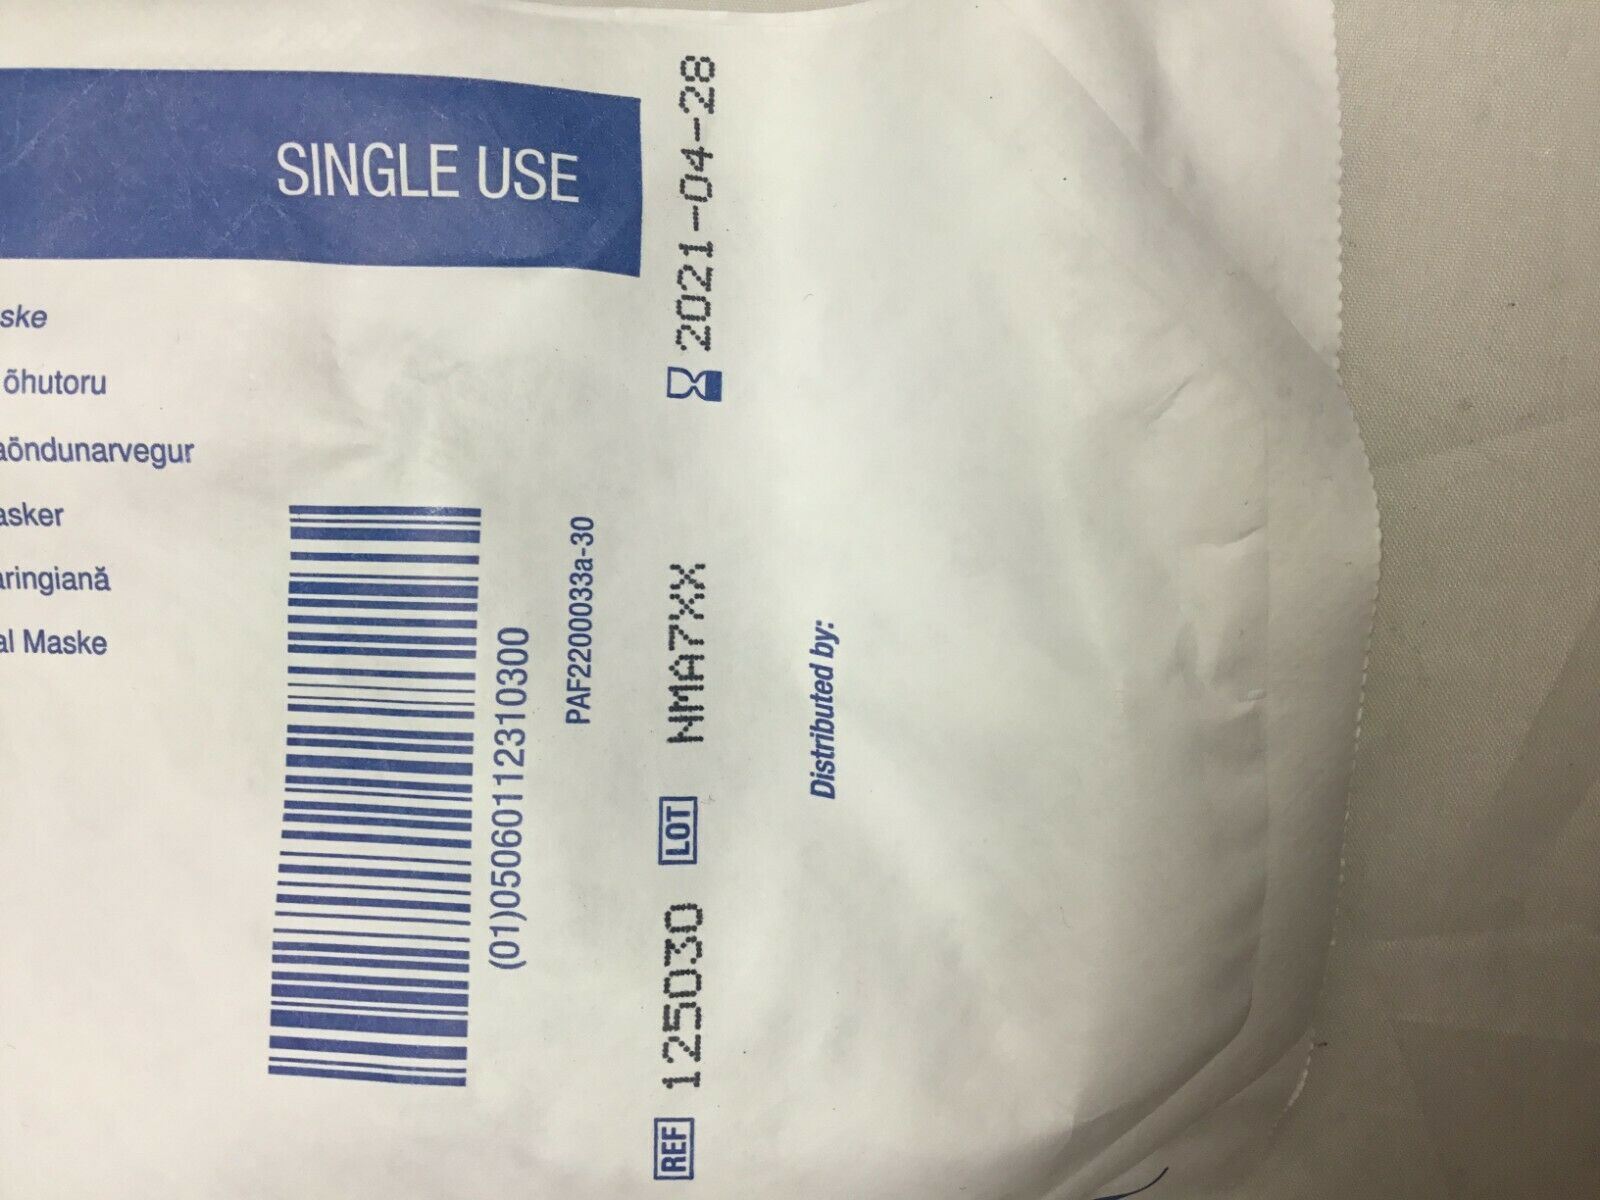 SINGLE USE
ske
õhutoru
aöndunarvegur
asker
aringiană
al Maske
(01)05060112310300
PAF2200033a-30
REF 125030 LOT NMA7XX 2021-04-28
Distributed by: